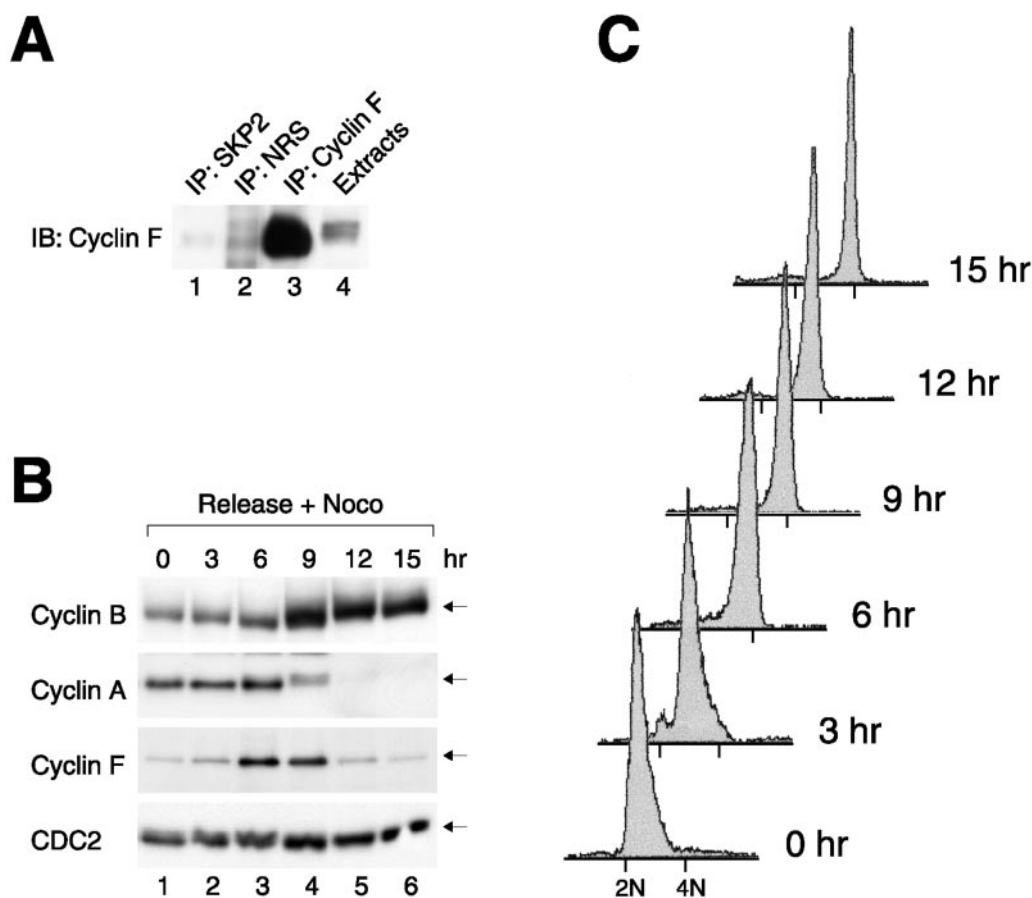 A
IP: SKP2
IP: NRS
IP: Cyclin F
Extracts
IB: Cyclin F
1 2 3 4
B
Release + Noco
0 3 6 9 12 15 hr
Cyclin B
Cyclin A
Cyclin F
CDC2
1 2 3 4 5 6
C
15 hr
12 hr
9 hr
6 hr
3 hr
0 hr
2N 4N